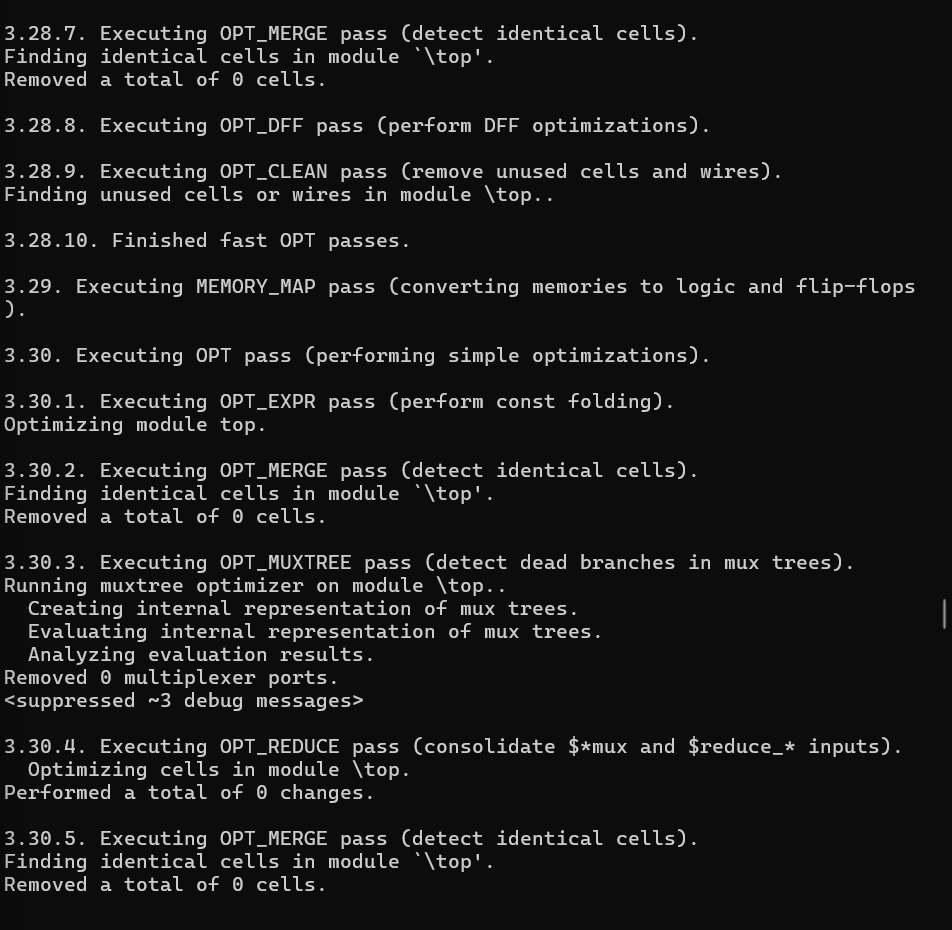 3.28.7. Executing OPT_MERGE pass (detect identical cells).
Finding identical cells in module `\top'.
Removed a total of 0 cells.
3.28.8. Executing OPT_DFF pass (perform DFF optimizations).
3.28.9. Executing OPT_CLEAN pass (remove unused cells and wires).
Finding unused cells or wires in module \top..
3.28.10. Finished fast OPT passes.
3.29. Executing MEMORY_MAP pass (converting memories to logic and flip-flops
).
3.30. Executing OPT pass (performing simple optimizations).
3.30.1. Executing OPT_EXPR pass (perform const folding).
Optimizing module top.
3.30.2. Executing OPT_MERGE pass (detect identical cells).
Finding identical cells in module `\top'.
Removed a total of 0 cells.
3.30.3. Executing OPT_MUXTREE pass (detect dead branches in mux trees).
Running muxtree optimizer on module \top..
  Creating internal representation of mux trees.
  Evaluating internal representation of mux trees.
  Analyzing evaluation results.
Removed 0 multiplexer ports.
<suppressed ~3 debug messages>
3.30.4. Executing OPT_REDUCE pass (consolidate $*mux and $reduce_* inputs).
  Optimizing cells in module \top.
Performed a total of 0 changes.
3.30.5. Executing OPT_MERGE pass (detect identical cells).
Finding identical cells in module `\top'.
Removed a total of 0 cells.